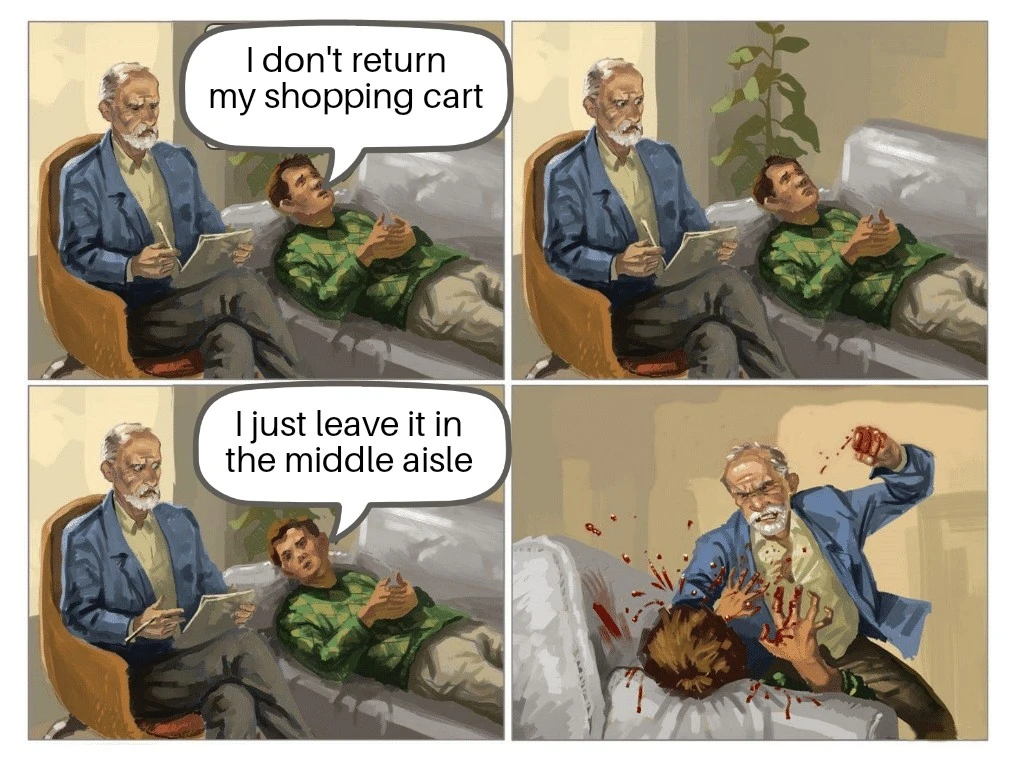 I don't return
my shopping cart
I just leave it in
the middle aisle